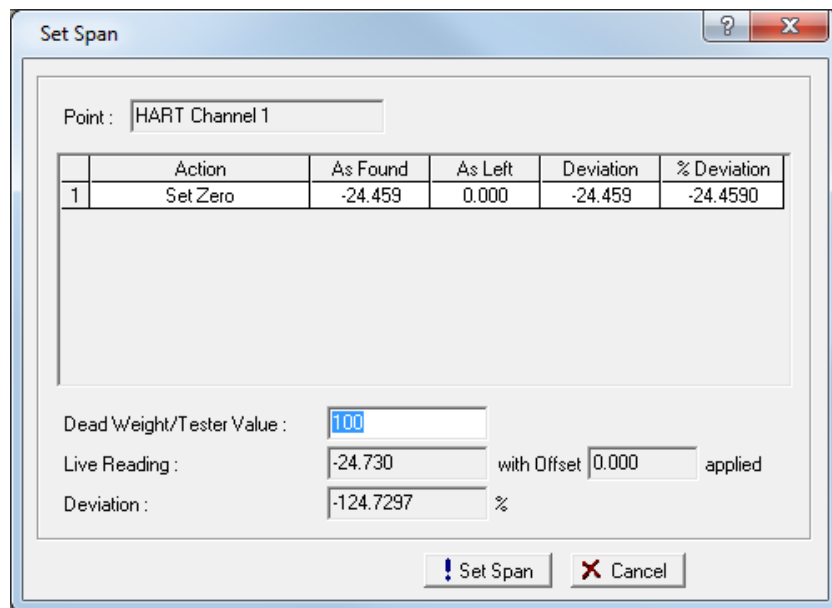 Set Span
Point : HART Channel 1
Action As Found As Left Deviation % Deviation
1 Set Zero -24.459 0.000 -24.459 -24.4590
Dead Weight/Tester Value : 100
Live Reading : -24.730 with Offset 0.000 applied
Deviation : -124.7297 %
! Set Span Cancel